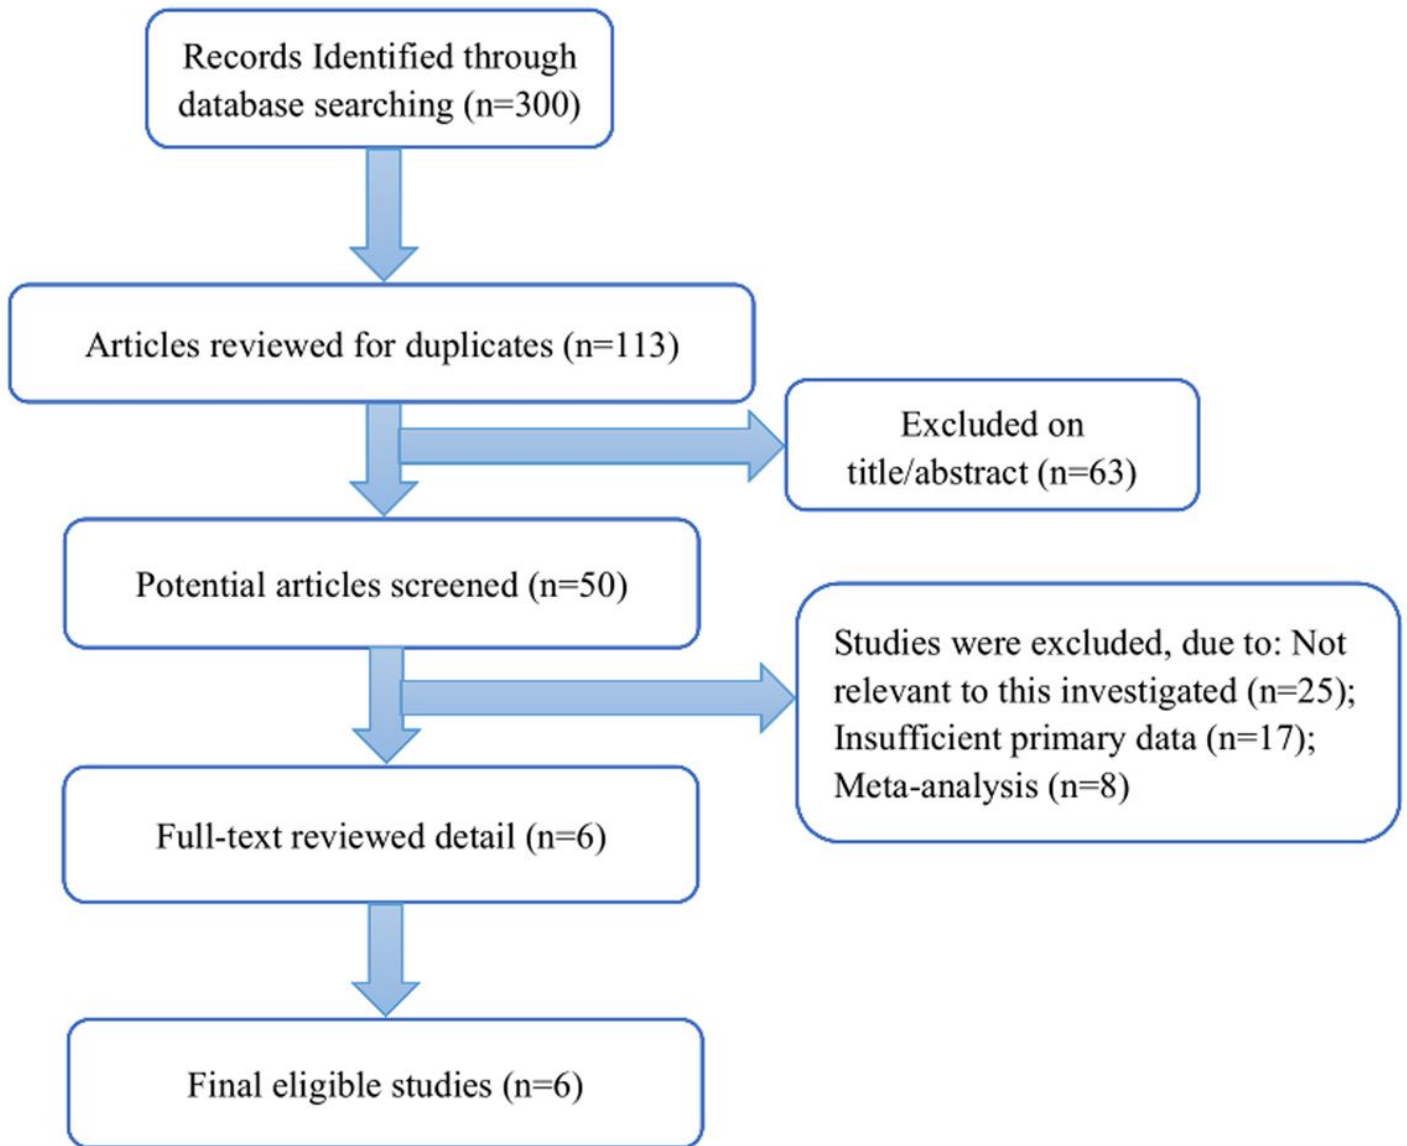 Records Identified through
database searching (n=300)
Articles reviewed for duplicates (n=113)
Excluded on
title/abstract (n=63)
Potential articles screened (n=50)
Studies were excluded, due to: Not
relevant to this investigated (n=25);
Insufficient primary data (n=17);
Meta-analysis (n=8)
Full-text reviewed detail (n=6)
Final eligible studies (n=6)